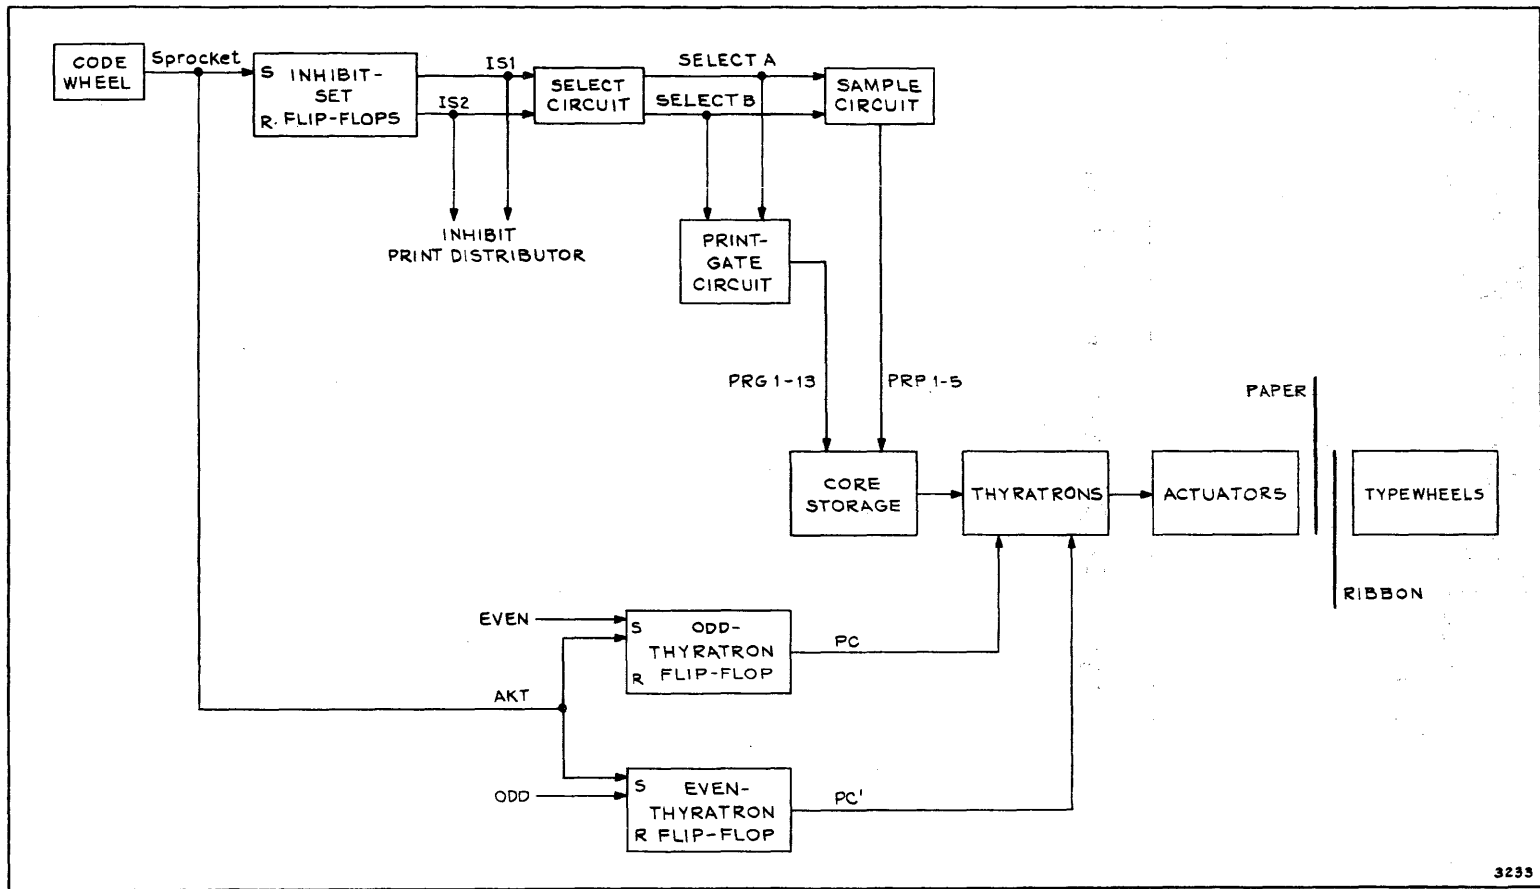 CODE
WHEEL
Sprocket
S
INHIBIT-
SET
R. FLIP-FLOPS
IS1
IS2
SELECT
CIRCUIT
SELECT A
SELECT B
SAMPLE
CIRCUIT
INHIBIT
PRINT DISTRIBUTOR
PRINT-
GATE
CIRCUIT
PRG 1-13
PRP 1-5
PAPER
CORE
STORAGE
THYRATRONS
ACTUATORS
TYPEWHEELS
RIBBON
EVEN
S
ODD-
THYRATRON
R FLIP-FLOP
PC
AKT
ODD
S
EVEN-
THYRATRON
R FLIP-FLOP
PC'
3233